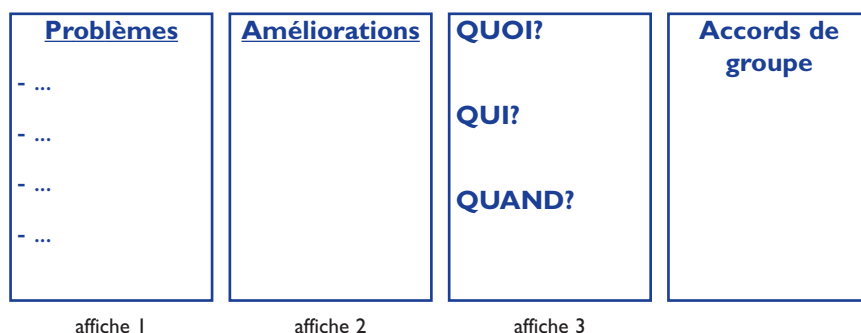 Problèmes
- ...
- ...
- ...
- ...
affiche 1
Améliorations
affiche 2
QUOI?
QUI?
QUAND?
affiche 3
Accords de
groupe